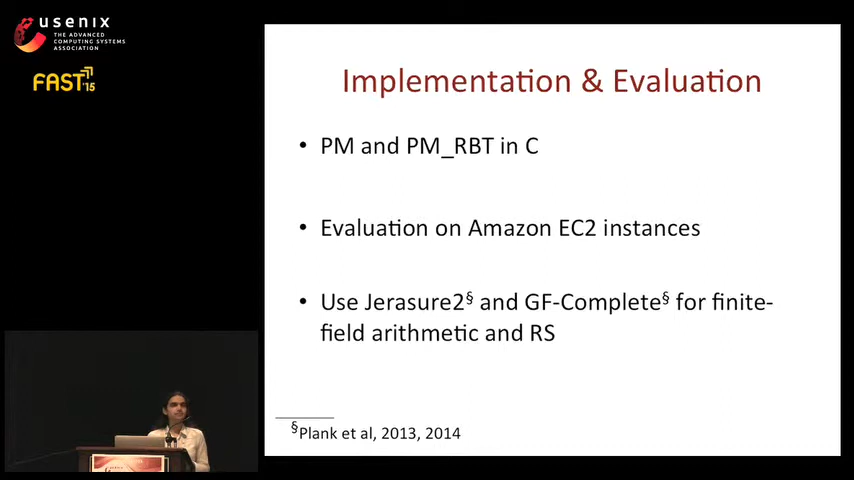 usenix
THE ADVANCED
COMPUTING SYSTEMS
ASSOCIATION
FAST'15
Implementation & Evaluation
• PM and PM_RBT in C
• Evaluation on Amazon EC2 instances
• Use Jerasure2§ and GF-Complete§ for finite-
field arithmetic and RS
§Plank et al, 2013, 2014